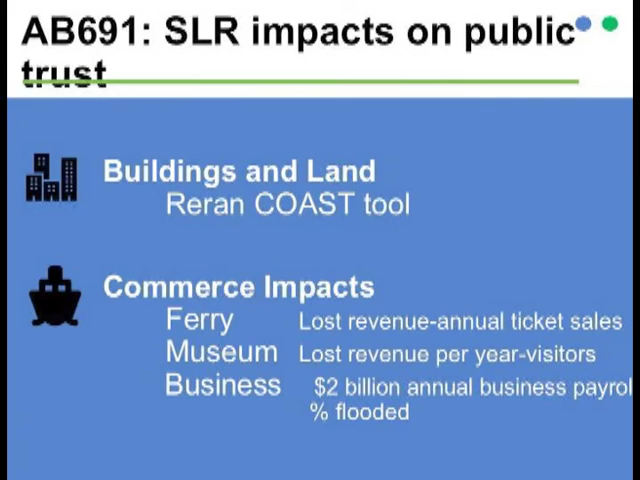 AB691: SLR impacts on public
trust
Buildings and Land
Reran COAST tool
Commerce Impacts
Ferry Lost revenue-annual ticket sales
Museum Lost revenue per year-visitors
Business $2 billion annual business payrol
% flooded